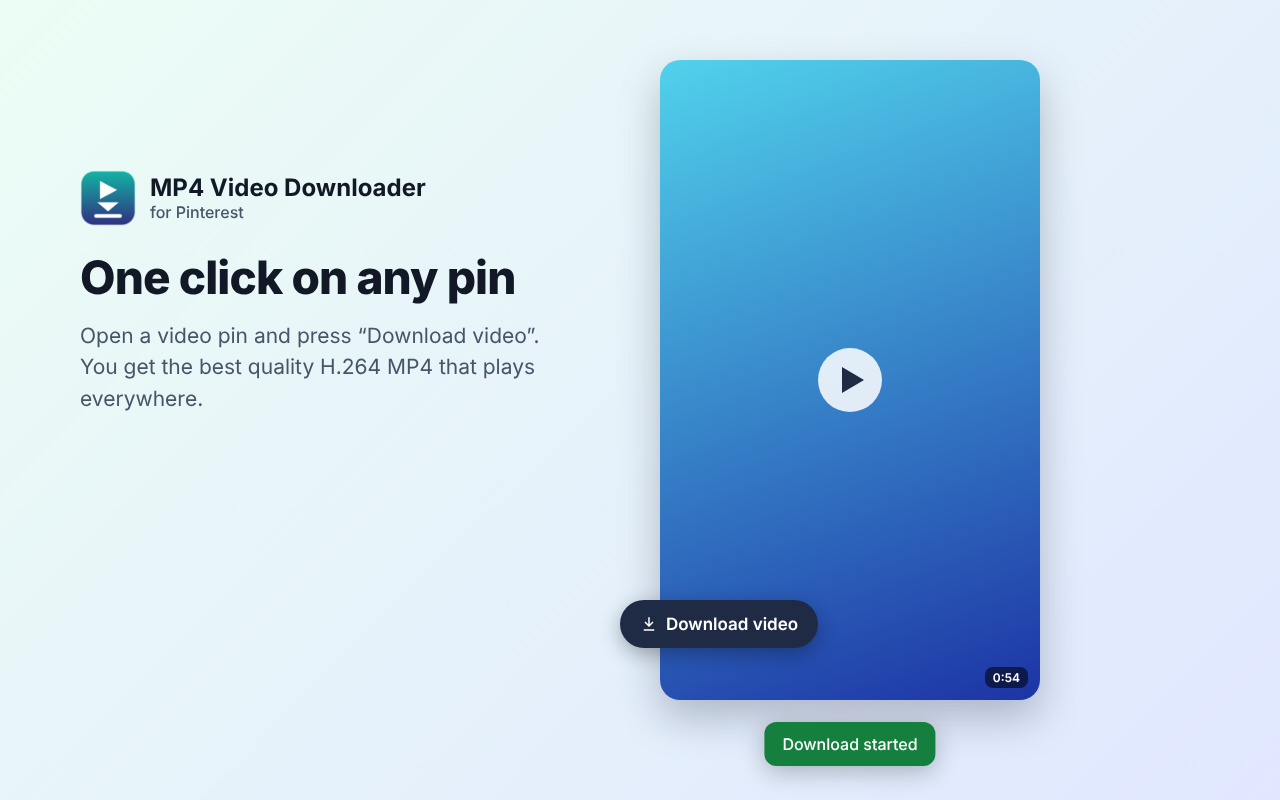 MP4 Video Downloader
for Pinterest
One click on any pin
Open a video pin and press “Download video”.
You get the best quality H.264 MP4 that plays
everywhere.
Download video
0:54
Download started